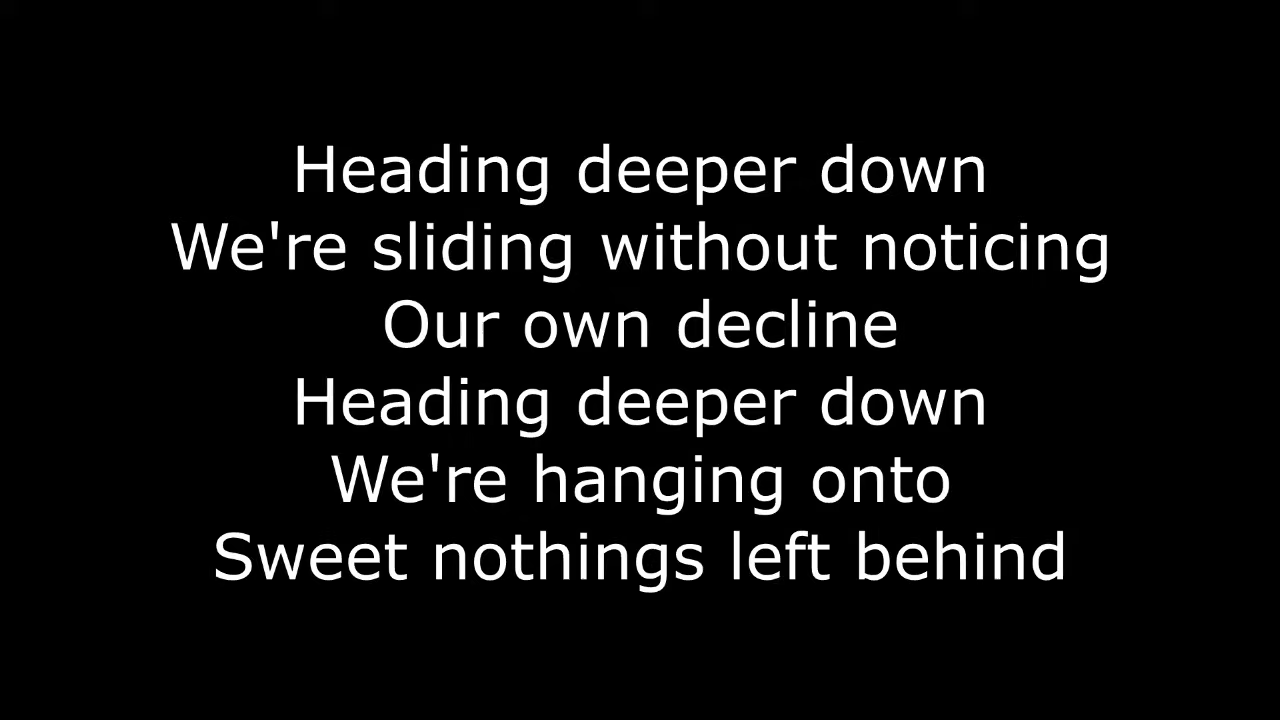 Heading deeper down
We're sliding without noticing
Our own decline
Heading deeper down
We're hanging onto
Sweet nothings left behind